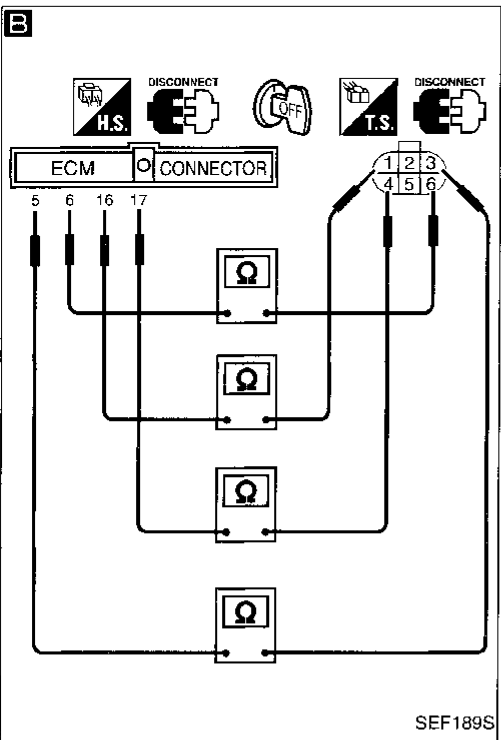 B
DISCONNECT DISCONNECT
H.S. OFF T.S.
ECM CONNECTOR
1 2 3
4 5 6
5 6 16 17
Ω
Ω
Ω
Ω
SEF189S